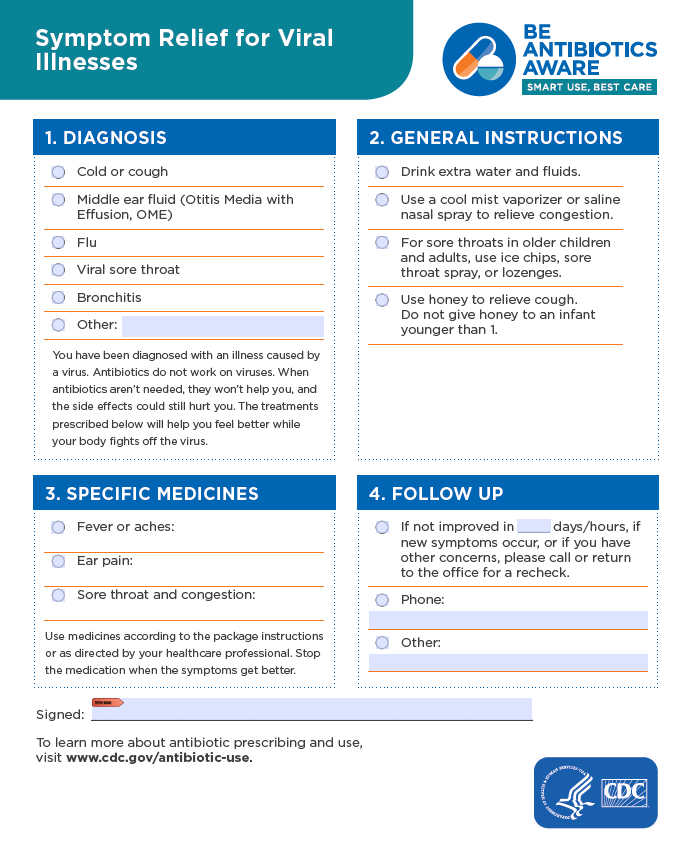 Symptom Relief for Viral
Illnesses
BE
ANTIBIOTICS
AWARE
SMART USE, BEST CARE
1. DIAGNOSIS
Cold or cough
Middle ear fluid (Otitis Media with
Effusion, OME)
Flu
Viral sore throat
Bronchitis
Other:
You have been diagnosed with an illness caused by
a virus. Antibiotics do not work on viruses. When
antibiotics aren't needed, they won't help you, and
the side effects could still hurt you. The treatments
prescribed below will help you feel better while
your body fights off the virus.
2. GENERAL INSTRUCTIONS
Drink extra water and fluids.
Use a cool mist vaporizer or saline
nasal spray to relieve congestion.
For sore throats in older children
and adults, use ice chips, sore
throat spray, or lozenges.
Use honey to relieve cough.
Do not give honey to an infant
younger than 1.
3. SPECIFIC MEDICINES
Fever or aches:
Ear pain:
Sore throat and congestion:
Use medicines according to the package instructions
or as directed by your healthcare professional. Stop
the medication when the symptoms get better.
4. FOLLOW UP
If not improved in days/hours, if
new symptoms occur, or if you have
other concerns, please call or return
to the office for a recheck.
Phone:
Other:
Signed:
To learn more about antibiotic prescribing and use,
visit www.cdc.gov/antibiotic-use.
CDC